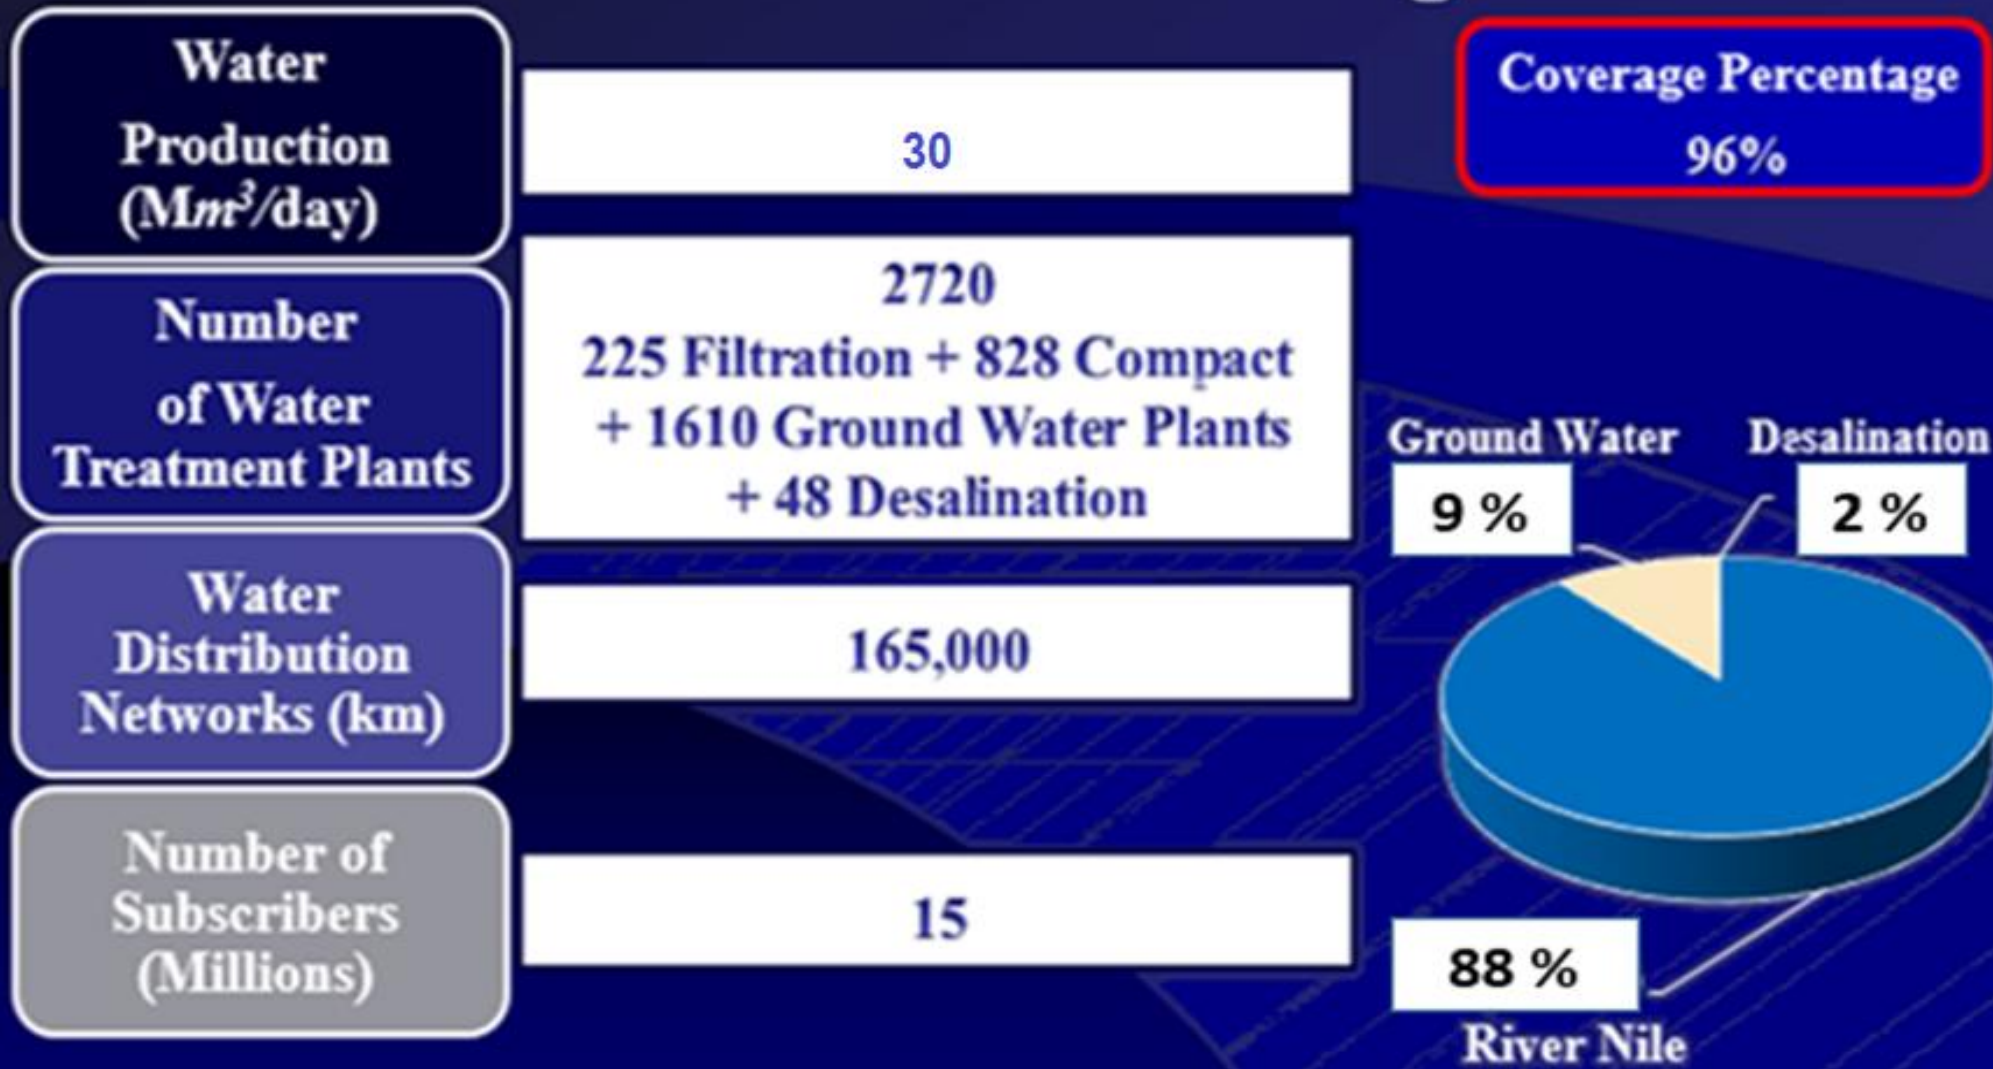 Water
Production
(Mm³/day)
30
Coverage Percentage
96%
Number
of Water
Treatment Plants
2720
225 Filtration + 828 Compact
+ 1610 Ground Water Plants
+ 48 Desalination
Ground Water
Desalination
9 %
2 %
Water
Distribution
Networks (km)
165,000
Number of
Subscribers
(Millions)
15
88 %
River Nile